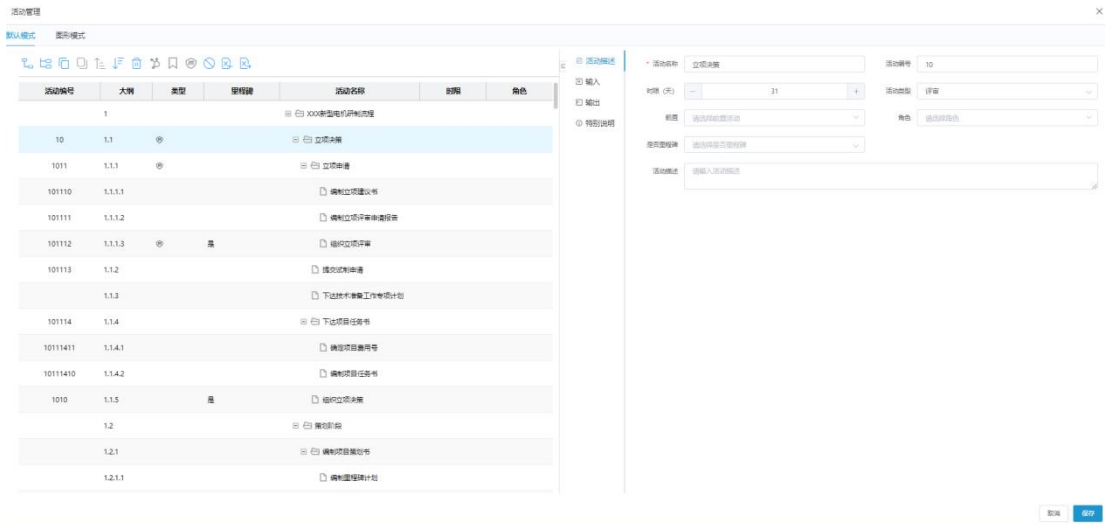 活动管理
默认模式 图形模式
活动编号 大纲 类型 里程碑 活动名称 时限 角色
1 XXX新型电机研制流程
10 1.1 立项决策
1011 1.1.1 立项申请
101110 1.1.1.1 编制立项建议书
101111 1.1.1.2 编制立项评审申请报告
101112 1.1.1.3 是 组织立项评审
101113 1.1.2 提交试制申请
1.1.3 下达技术准备工作专项计划
101114 1.1.4 下达项目任务书
10111411 1.1.4.1 确定项目费用号
10111410 1.1.4.2 编制项目任务书
1010 1.1.5 是 组织立项决策
1.2 策划阶段
1.2.1 编制项目策划书
1.2.1.1 编制里程碑计划
活动描述
输入
输出
特别说明
* 活动名称 立项决策 活动编号 10
时限（天） - 31 + 活动类型 评审
前置 请选择前置活动 角色 请选择角色
是否里程碑 请选择是否里程碑
活动描述 请输入活动描述
取消 保存